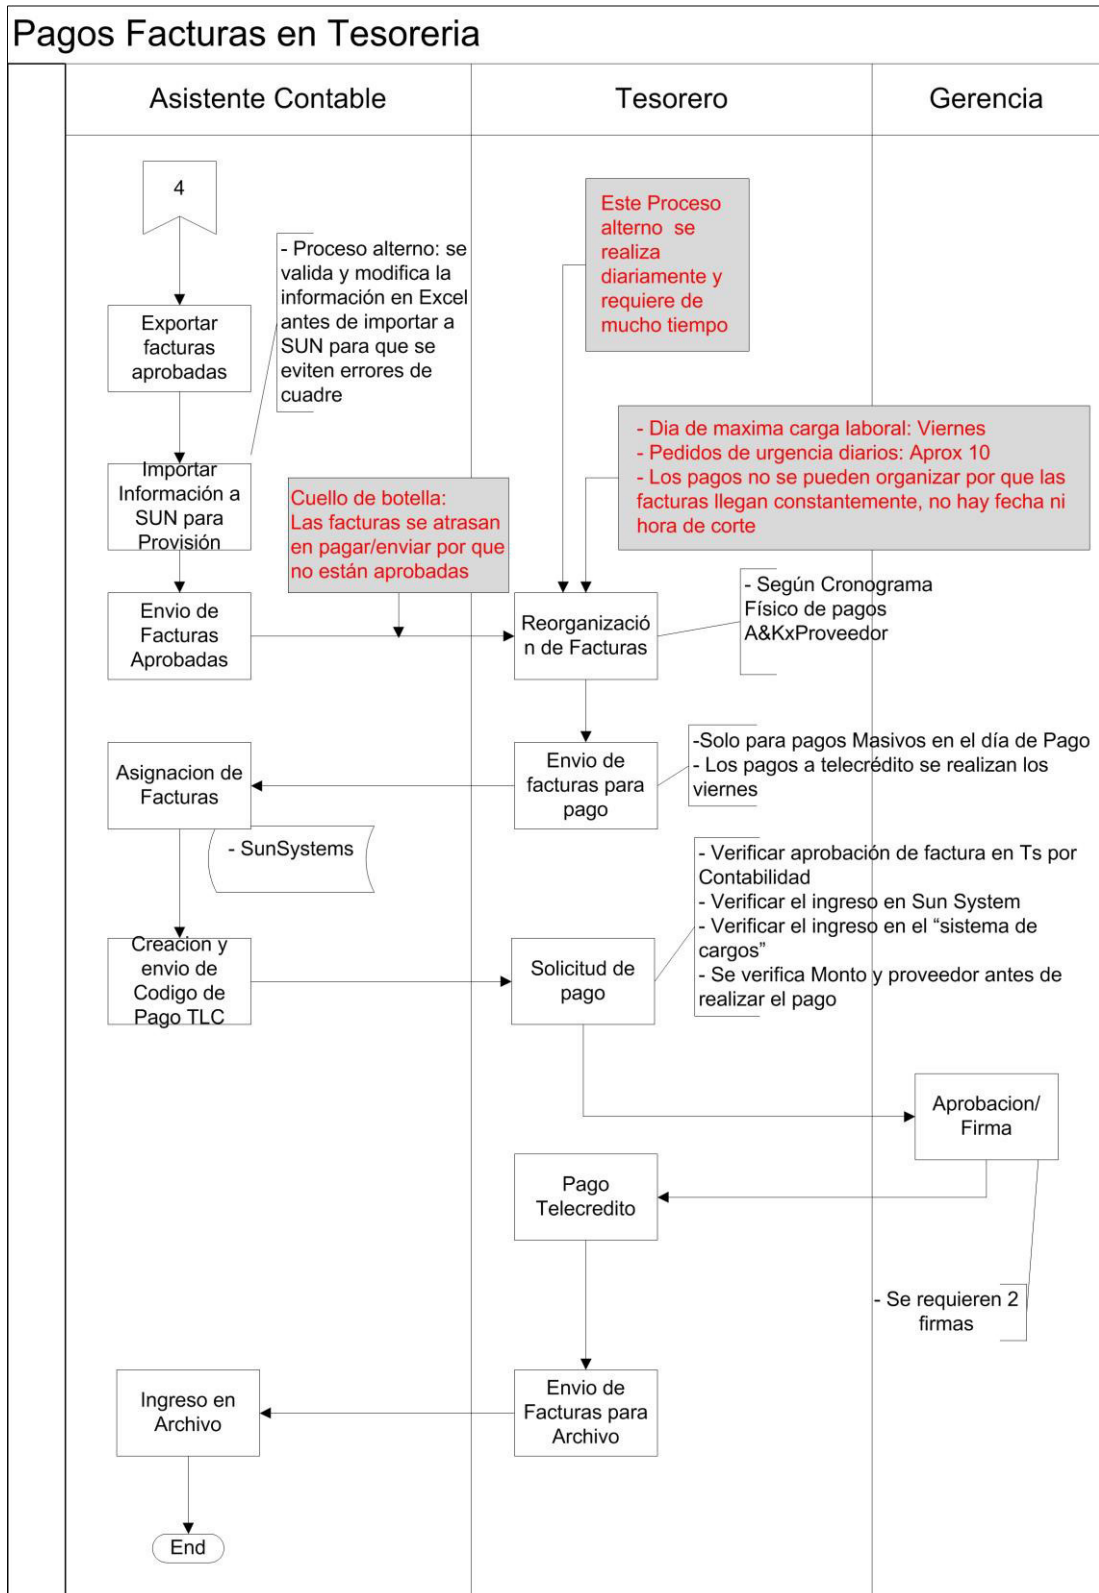 Pagos Facturas en Tesoreria
Asistente Contable
Tesorero
Gerencia
4
Este Proceso
alterno se
realiza
diariamente y
requiere de
mucho tiempo
- Proceso alterno: se
valida y modifica la
información en Excel
antes de importar a
SUN para que se
eviten errores de
cuadre
Exportar
facturas
aprobadas
- Dia de maxima carga laboral: Viernes
- Pedidos de urgencia diarios: Aprox 10
- Los pagos no se pueden organizar por que las
facturas llegan constantemente, no hay fecha ni
hora de corte
Importar
Información a
SUN para
Provisión
Cuello de botella:
Las facturas se atrasan
en pagar/enviar por que
no están aprobadas
Envio de
Facturas
Aprobadas
Reorganizació
n de Facturas
- Según Cronograma
Físico de pagos
A&KxProveedor
Asignacion de
Facturas
Envio de
facturas para
pago
-Solo para pagos Masivos en el día de Pago
- Los pagos a telecrédito se realizan los
viernes
- SunSystems
- Verificar aprobación de factura en Ts por
Contabilidad
- Verificar el ingreso en Sun System
- Verificar el ingreso en el “sistema de
cargos”
- Se verifica Monto y proveedor antes de
realizar el pago
Creacion y
envio de
Codigo de
Pago TLC
Solicitud de
pago
Aprobacion/
Firma
Pago
Telecredito
- Se requieren 2
firmas
Envio de
Facturas para
Archivo
Ingreso en
Archivo
End